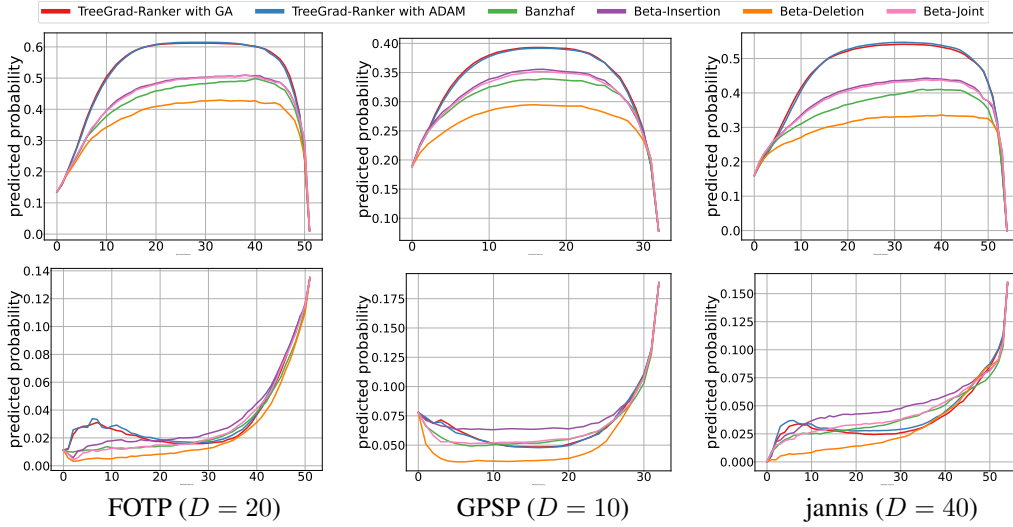 TreeGrad-Ranker with GA TreeGrad-Ranker with ADAM Banzhaf Beta-Insertion Beta-Deletion Beta-Joint
predicted probability
0.6
0.5
0.4
0.3
0.2
0.1
0.0
0 10 20 30 40 50
predicted probability
0.40
0.35
0.30
0.25
0.20
0.15
0.10
0 10 20 30
predicted probability
0.5
0.4
0.3
0.2
0.1
0.0
0 10 20 30 40 50
predicted probability
0.14
0.12
0.10
0.08
0.06
0.04
0.02
0.00
0 10 20 30 40 50
predicted probability
0.175
0.150
0.125
0.100
0.075
0.050
0 10 20 30
predicted probability
0.150
0.125
0.100
0.075
0.050
0.025
0.000
0 10 20 30 40 50
FOTP (D = 20) GPSP (D = 10) jannis (D = 40)